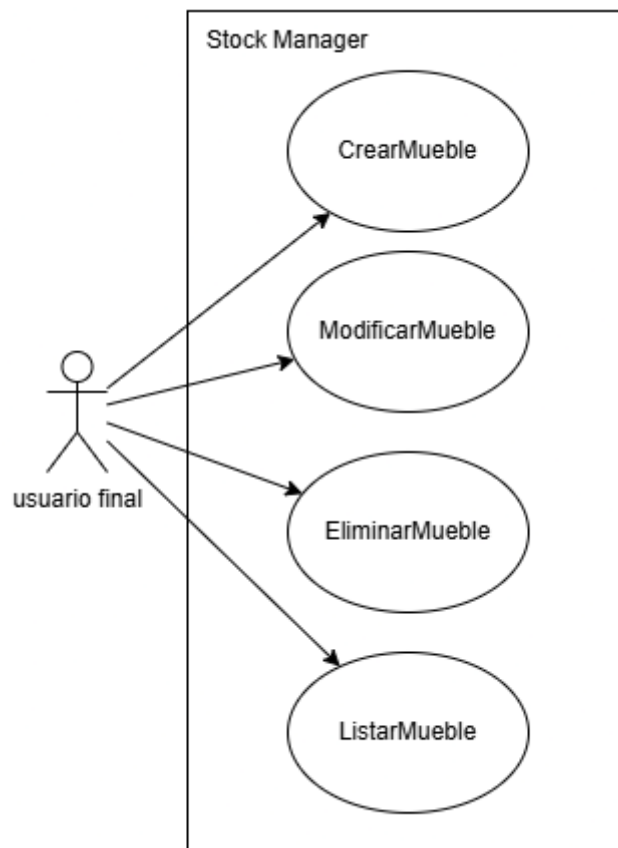 Stock Manager
CrearMueble
ModificarMueble
usuario final
EliminarMueble
ListarMueble